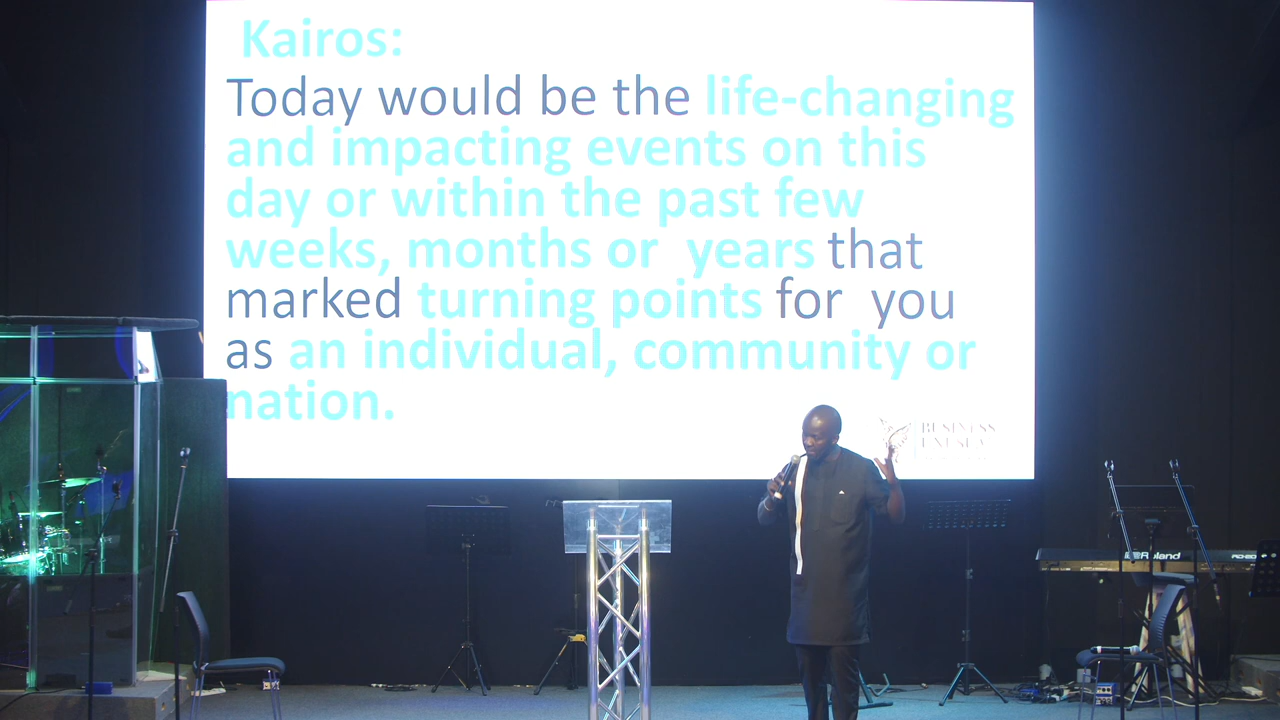 Kairos:
Today would be the life-changing
and impacting events on this
day or within the past few
weeks, months or years that
marked turning points for you
as an individual, community or
nation.
BUSINESS
Roland